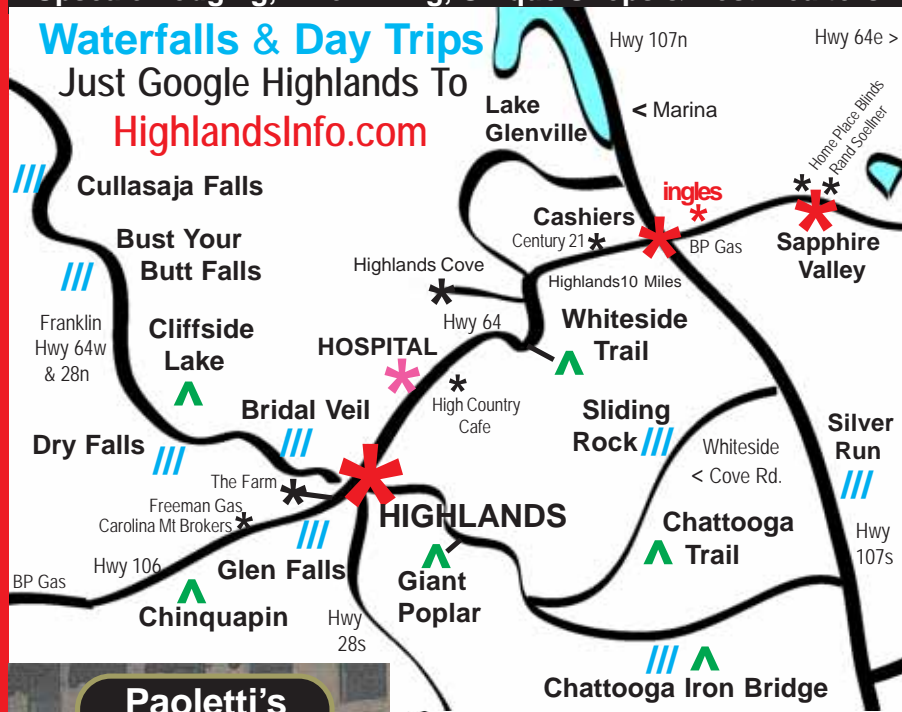 Waterfalls & Day Trips
Just Google Highlands To
HighlandsInfo.com
Hwy 107n
Hwy 64e >
Lake
Glenville
< Marina
Home Place Blinds
Rand Soellner
Cullasaja Falls
ingles
Cashiers
Century 21
BP Gas
Sapphire
Valley
Bust Your
Butt Falls
Highlands Cove
Highlands10 Miles
Franklin
Hwy 64w
& 28n
Cliffside
Lake
Hwy 64
Whiteside
Trail
HOSPITAL
High Country
Cafe
Bridal Veil
Sliding
Rock
Silver
Run
Dry Falls
Whiteside
< Cove Rd.
The Farm
Freeman Gas
Carolina Mt Brokers
HIGHLANDS
Chattooga
Trail
Hwy
107s
Hwy 106
Glen Falls
BP Gas
Giant
Poplar
Chinquapin
Hwy
28s
Chattooga Iron Bridge
Paoletti's